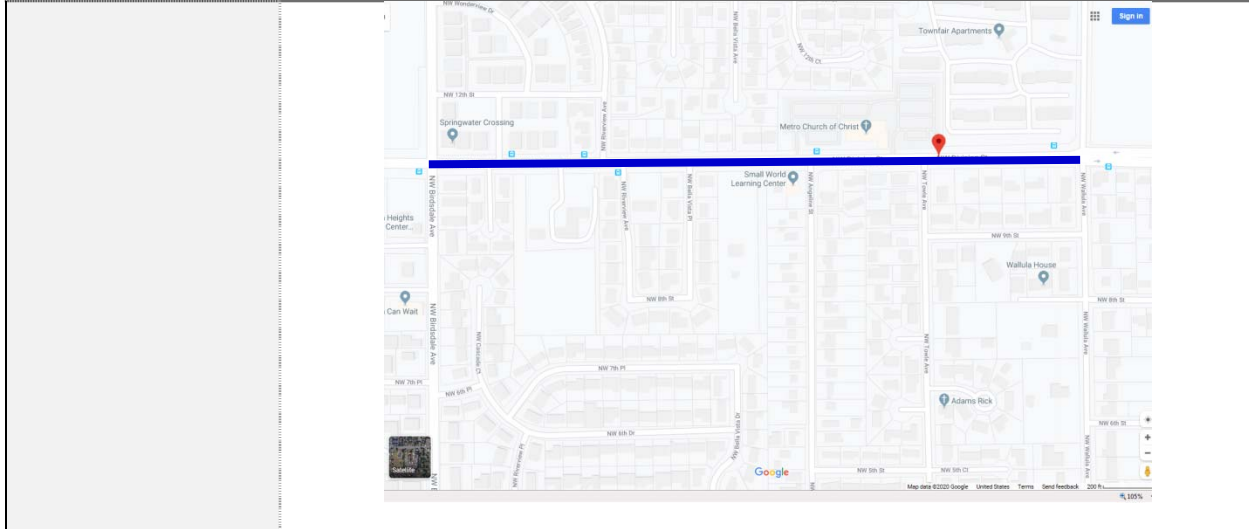 NW Wonderview Dr
Sign in
NW Bella Vista Ave
Townfair Apartments
NW 12th Ct
NW 12th St
NW Riverview Ave
Springwater Crossing
Metro Church of Christ
Small World
Learning Center
NW Birdsdale Ave
NW Riverview Ave
NW Bella Vista Pl
NW Angeline St
NW Towle Ave
NW Wallula Ave
Heights
Center...
NW 9th St
Wallula House
NW 8th St
NW 8th St
Can Wait
NW Birdsdale Ave
NW Cascade Ct
NW Towle Ave
NW Wallula Ave
NW 7th Pl
NW 7th Pl
NW 6th Pl
Adams Rick
NW 6th Dr
NW Bella Vista Dr
NW 6th St
NW Riverview Pl
NW Wallula Ave
Satellite
Google
NW 5th St
NW 5th Ct
Map data ©2020 Google United States Terms Send feedback 200 ft
105%